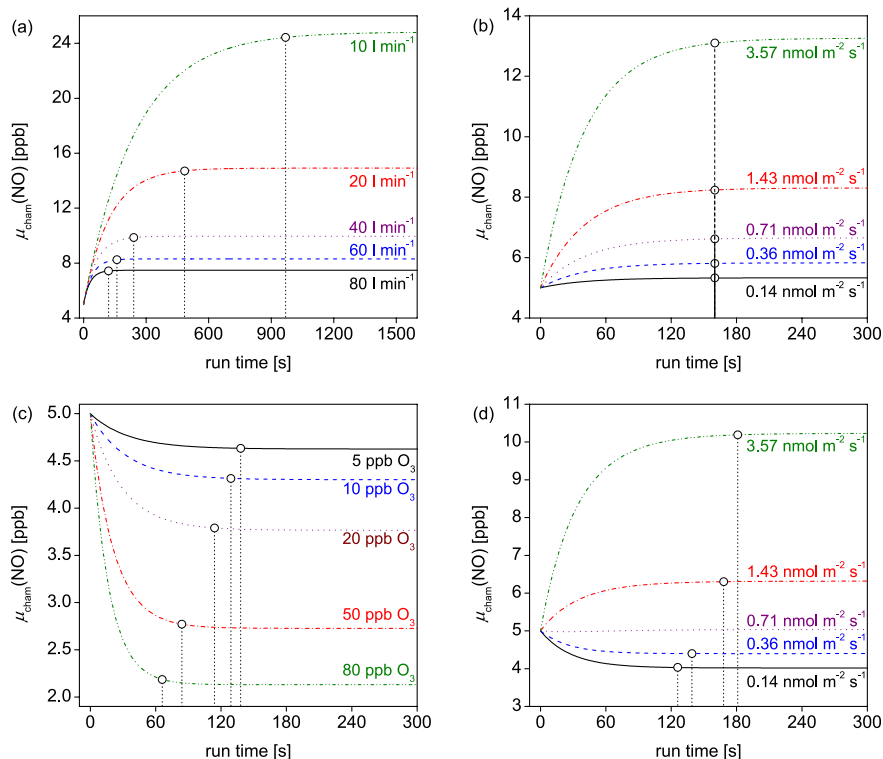 (a)
μcham(NO) [ppb]
24
20
16
12
8
4
10 l min⁻¹
20 l min⁻¹
40 l min⁻¹
60 l min⁻¹
80 l min⁻¹
0 300 600 900 1200 1500
run time [s]
(b)
μcham(NO) [ppb]
14
12
10
8
6
4
3.57 nmol m⁻² s⁻¹
1.43 nmol m⁻² s⁻¹
0.71 nmol m⁻² s⁻¹
0.36 nmol m⁻² s⁻¹
0.14 nmol m⁻² s⁻¹
0 60 120 180 240 300
run time [s]
(c)
μcham(NO) [ppb]
5.0
4.5
4.0
3.5
3.0
2.5
2.0
5 ppb O₃
10 ppb O₃
20 ppb O₃
50 ppb O₃
80 ppb O₃
0 60 120 180 240 300
run time [s]
(d)
μcham(NO) [ppb]
11
10
9
8
7
6
5
4
3
3.57 nmol m⁻² s⁻¹
1.43 nmol m⁻² s⁻¹
0.71 nmol m⁻² s⁻¹
0.36 nmol m⁻² s⁻¹
0.14 nmol m⁻² s⁻¹
0 60 120 180 240 300
run time [s]